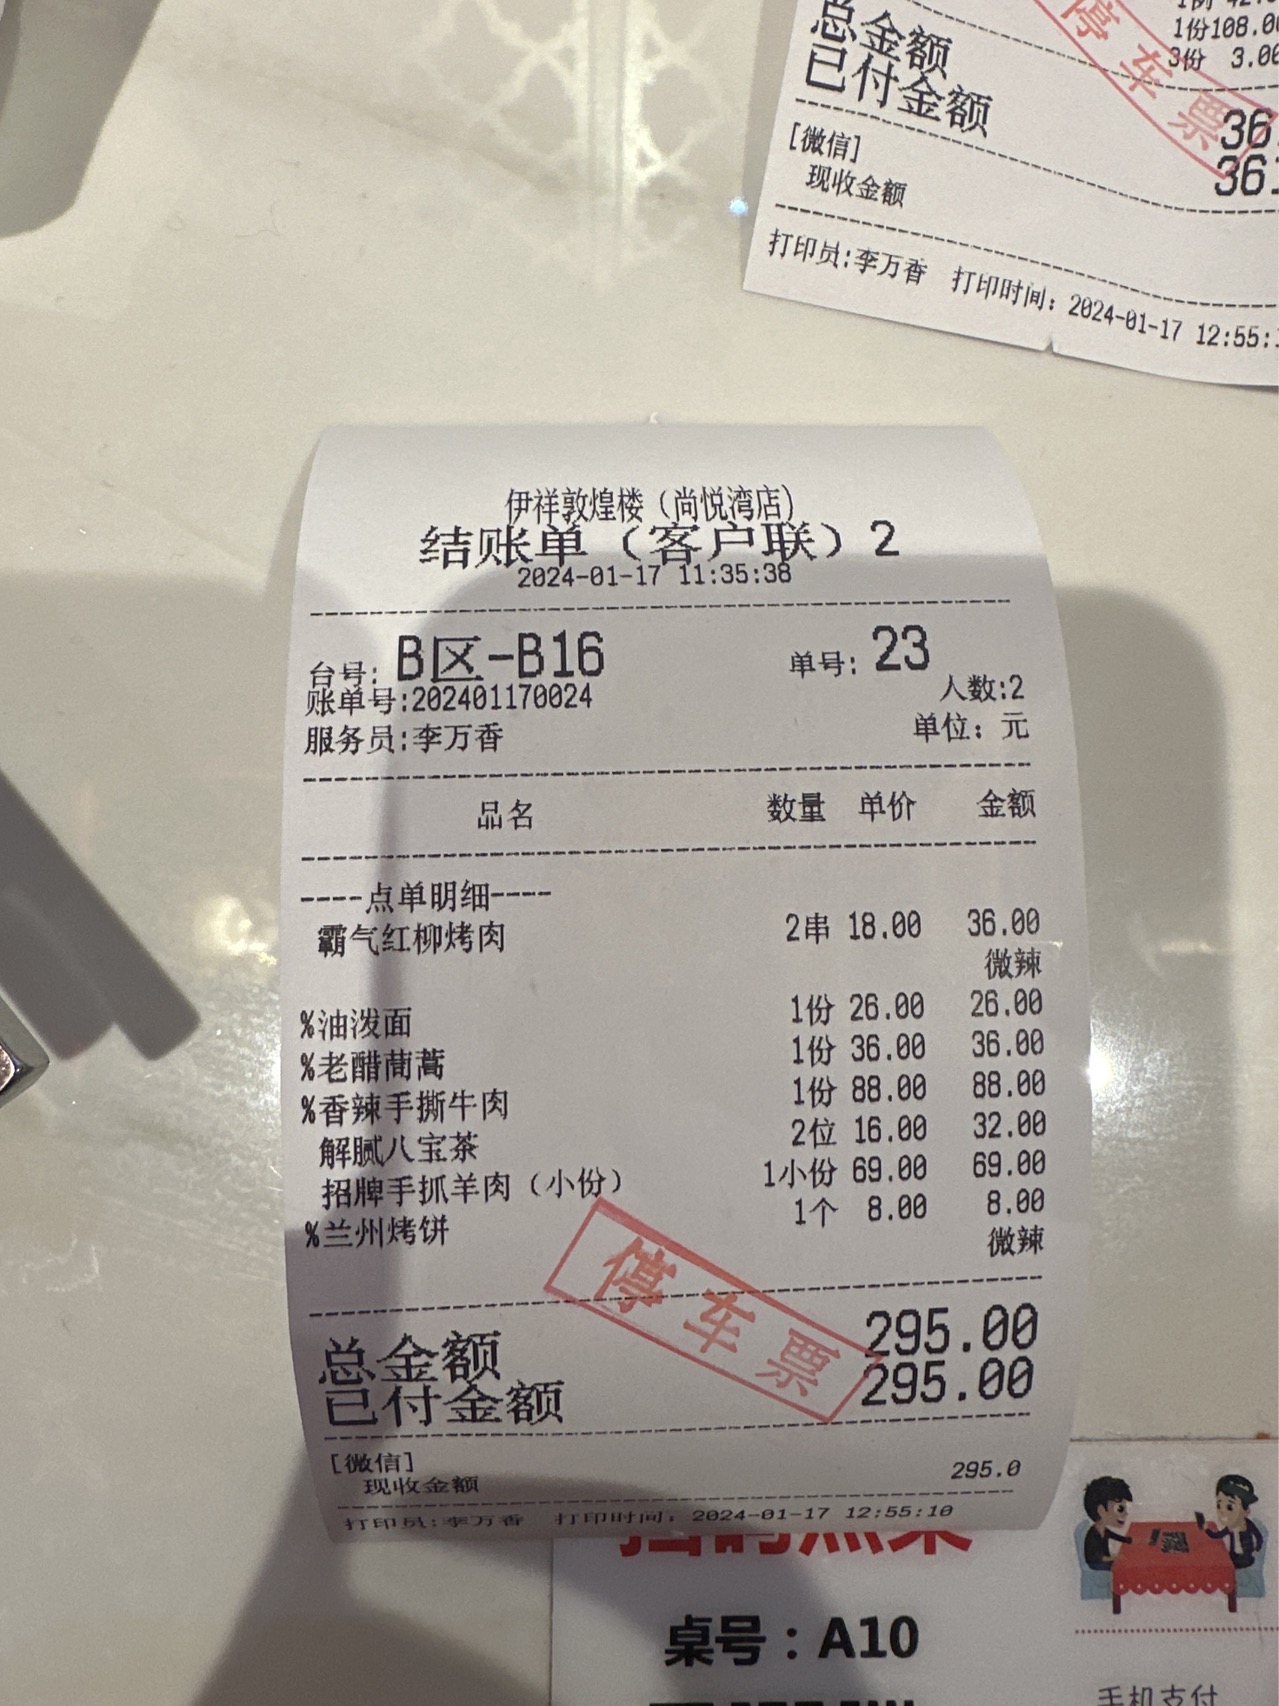 1份108.0
3份 3.00
总金额
已付金额
36
361
停车票
[微信]
现收金额
打印员:李万香 打印时间: 2024-01-17 12:55:
伊祥敦煌楼（尚悦湾店）
结账单（客户联）2
2024-01-17 11:35:38
台号: B区-B16 单号: 23
账单号:202401170024 人数:2
服务员:李万香 单位: 元
品名 数量 单价 金额
----点单明细----
霸气红柳烤肉 2串 18.00 36.00
微辣
%油泼面 1份 26.00 26.00
%老醋茼蒿 1份 36.00 36.00
%香辣手撕牛肉 1份 88.00 88.00
解腻八宝茶 2位 16.00 32.00
招牌手抓羊肉（小份） 1小份 69.00 69.00
%兰州烤饼 1个 8.00 8.00
微辣
停车票
总金额 295.00
已付金额 295.00
[微信]
现收金额 295.0
打印员:李万香 打印时间: 2024-01-17 12:55:10
扫码点菜
桌号：A10
手机支付